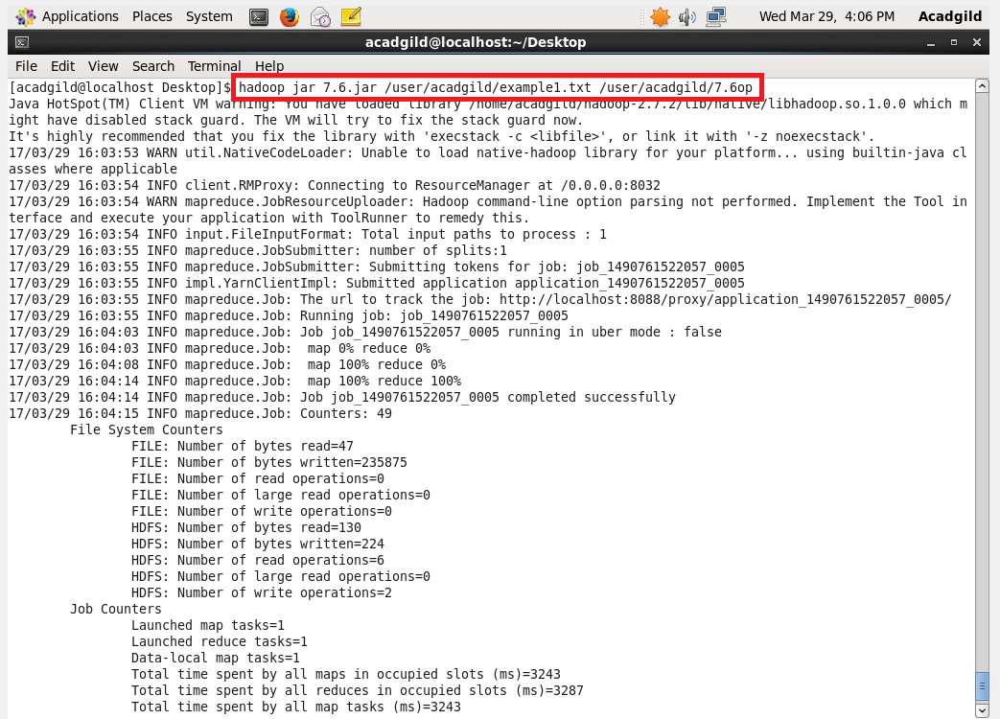 Applications Places System Wed Mar 29, 4:06 PM Acadgild
acadgild@localhost:~/Desktop
File Edit View Search Terminal Help
[acadgild@localhost Desktop]$ hadoop jar 7.6.jar /user/acadgild/example1.txt /user/acadgild/7.6op
Java HotSpot(TM) Client VM warning: You have loaded library /home/acadgild/hadoop-2.7.2/lib/native/libhadoop.so.1.0.0 which m
ight have disabled stack guard. The VM will try to fix the stack guard now.
It's highly recommended that you fix the library with 'execstack -c <libfile>', or link it with '-z noexecstack'.
17/03/29 16:03:53 WARN util.NativeCodeLoader: Unable to load native-hadoop library for your platform... using builtin-java cl
asses where applicable
17/03/29 16:03:54 INFO client.RMProxy: Connecting to ResourceManager at /0.0.0.0:8032
17/03/29 16:03:54 WARN mapreduce.JobResourceUploader: Hadoop command-line option parsing not performed. Implement the Tool in
terface and execute your application with ToolRunner to remedy this.
17/03/29 16:03:54 INFO input.FileInputFormat: Total input paths to process : 1
17/03/29 16:03:55 INFO mapreduce.JobSubmitter: number of splits:1
17/03/29 16:03:55 INFO mapreduce.JobSubmitter: Submitting tokens for job: job_1490761522057_0005
17/03/29 16:03:55 INFO impl.YarnClientImpl: Submitted application application_1490761522057_0005
17/03/29 16:03:55 INFO mapreduce.Job: The url to track the job: http://localhost:8088/proxy/application_1490761522057_0005/
17/03/29 16:03:55 INFO mapreduce.Job: Running job: job_1490761522057_0005
17/03/29 16:04:03 INFO mapreduce.Job: Job job_1490761522057_0005 running in uber mode : false
17/03/29 16:04:03 INFO mapreduce.Job:  map 0% reduce 0%
17/03/29 16:04:08 INFO mapreduce.Job:  map 100% reduce 0%
17/03/29 16:04:14 INFO mapreduce.Job:  map 100% reduce 100%
17/03/29 16:04:14 INFO mapreduce.Job: Job job_1490761522057_0005 completed successfully
17/03/29 16:04:15 INFO mapreduce.Job: Counters: 49
File System Counters
FILE: Number of bytes read=47
FILE: Number of bytes written=235875
FILE: Number of read operations=0
FILE: Number of large read operations=0
FILE: Number of write operations=0
HDFS: Number of bytes read=130
HDFS: Number of bytes written=224
HDFS: Number of read operations=6
HDFS: Number of large read operations=0
HDFS: Number of write operations=2
Job Counters
Launched map tasks=1
Launched reduce tasks=1
Data-local map tasks=1
Total time spent by all maps in occupied slots (ms)=3243
Total time spent by all reduces in occupied slots (ms)=3287
Total time spent by all map tasks (ms)=3243